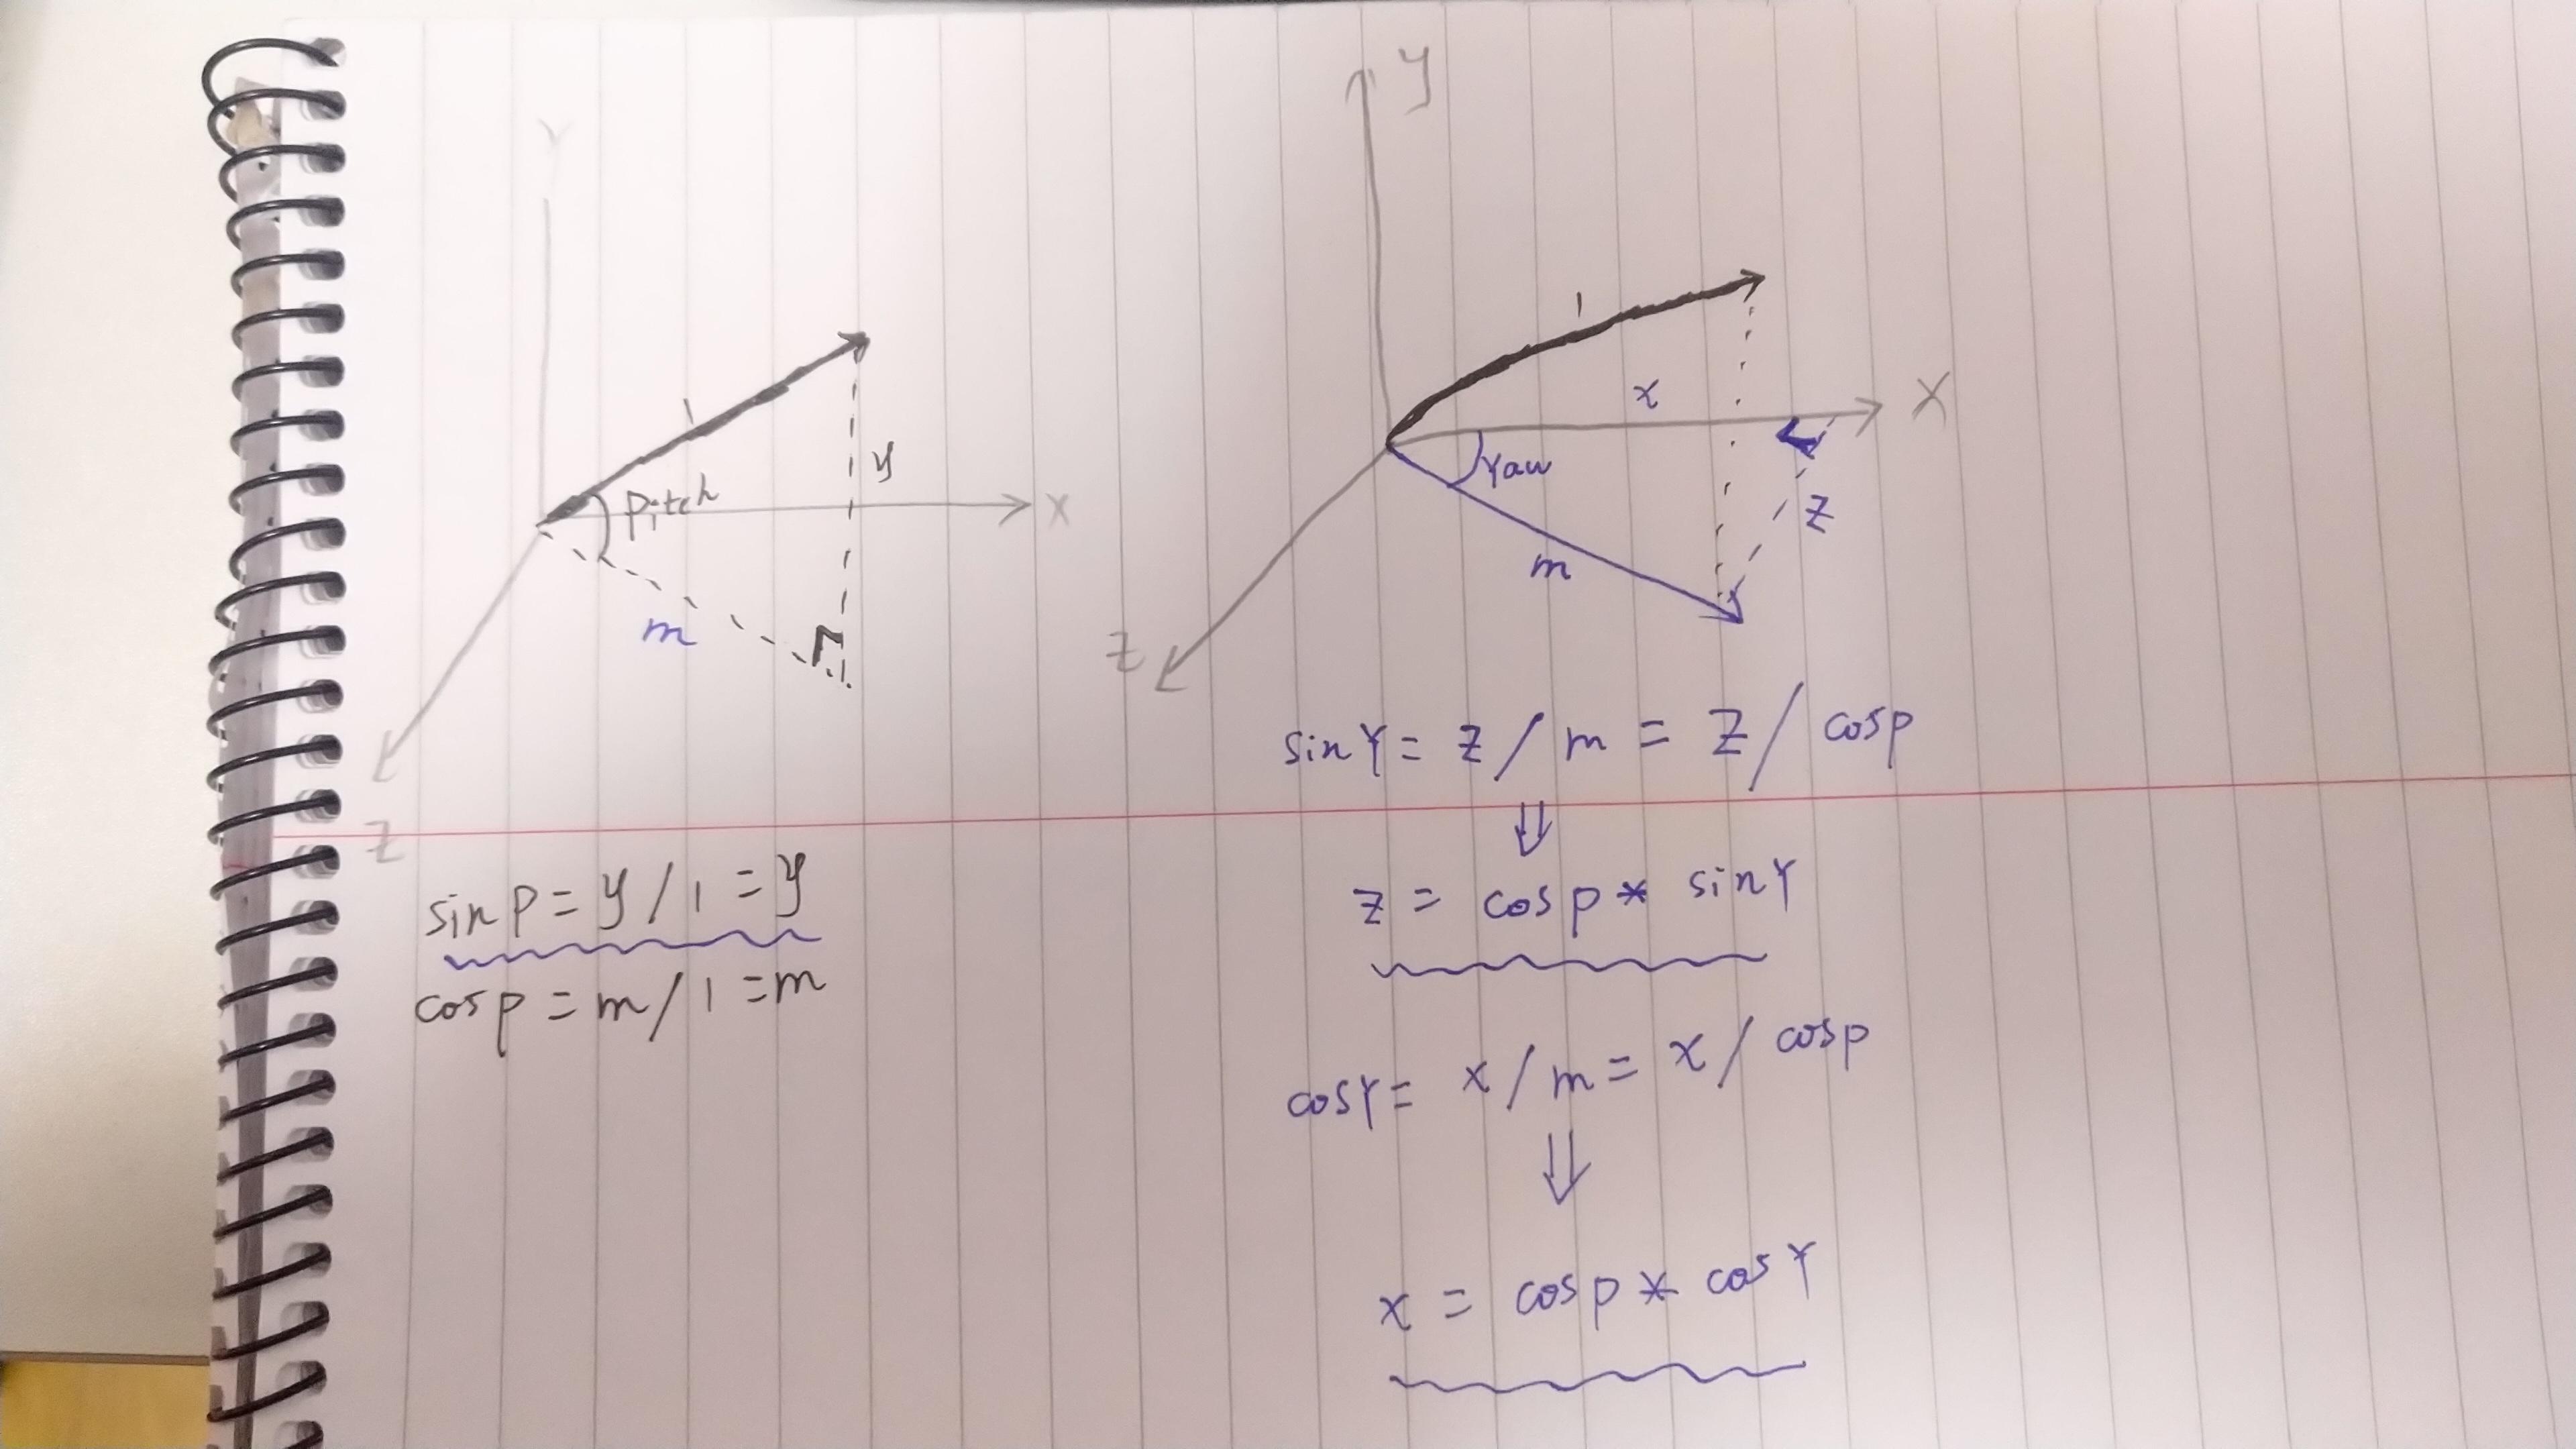 Y
1
Pitch
y
X
m
Z
sin P = y / 1 = y
cos p = m / 1 = m
y
1
x
X
Yaw
z
m
Z
sin Y = z / m = z / cos p
⇓
z = cos p * sin Y
cos Y = x / m = x / cos p
⇓
x = cos p * cos Y